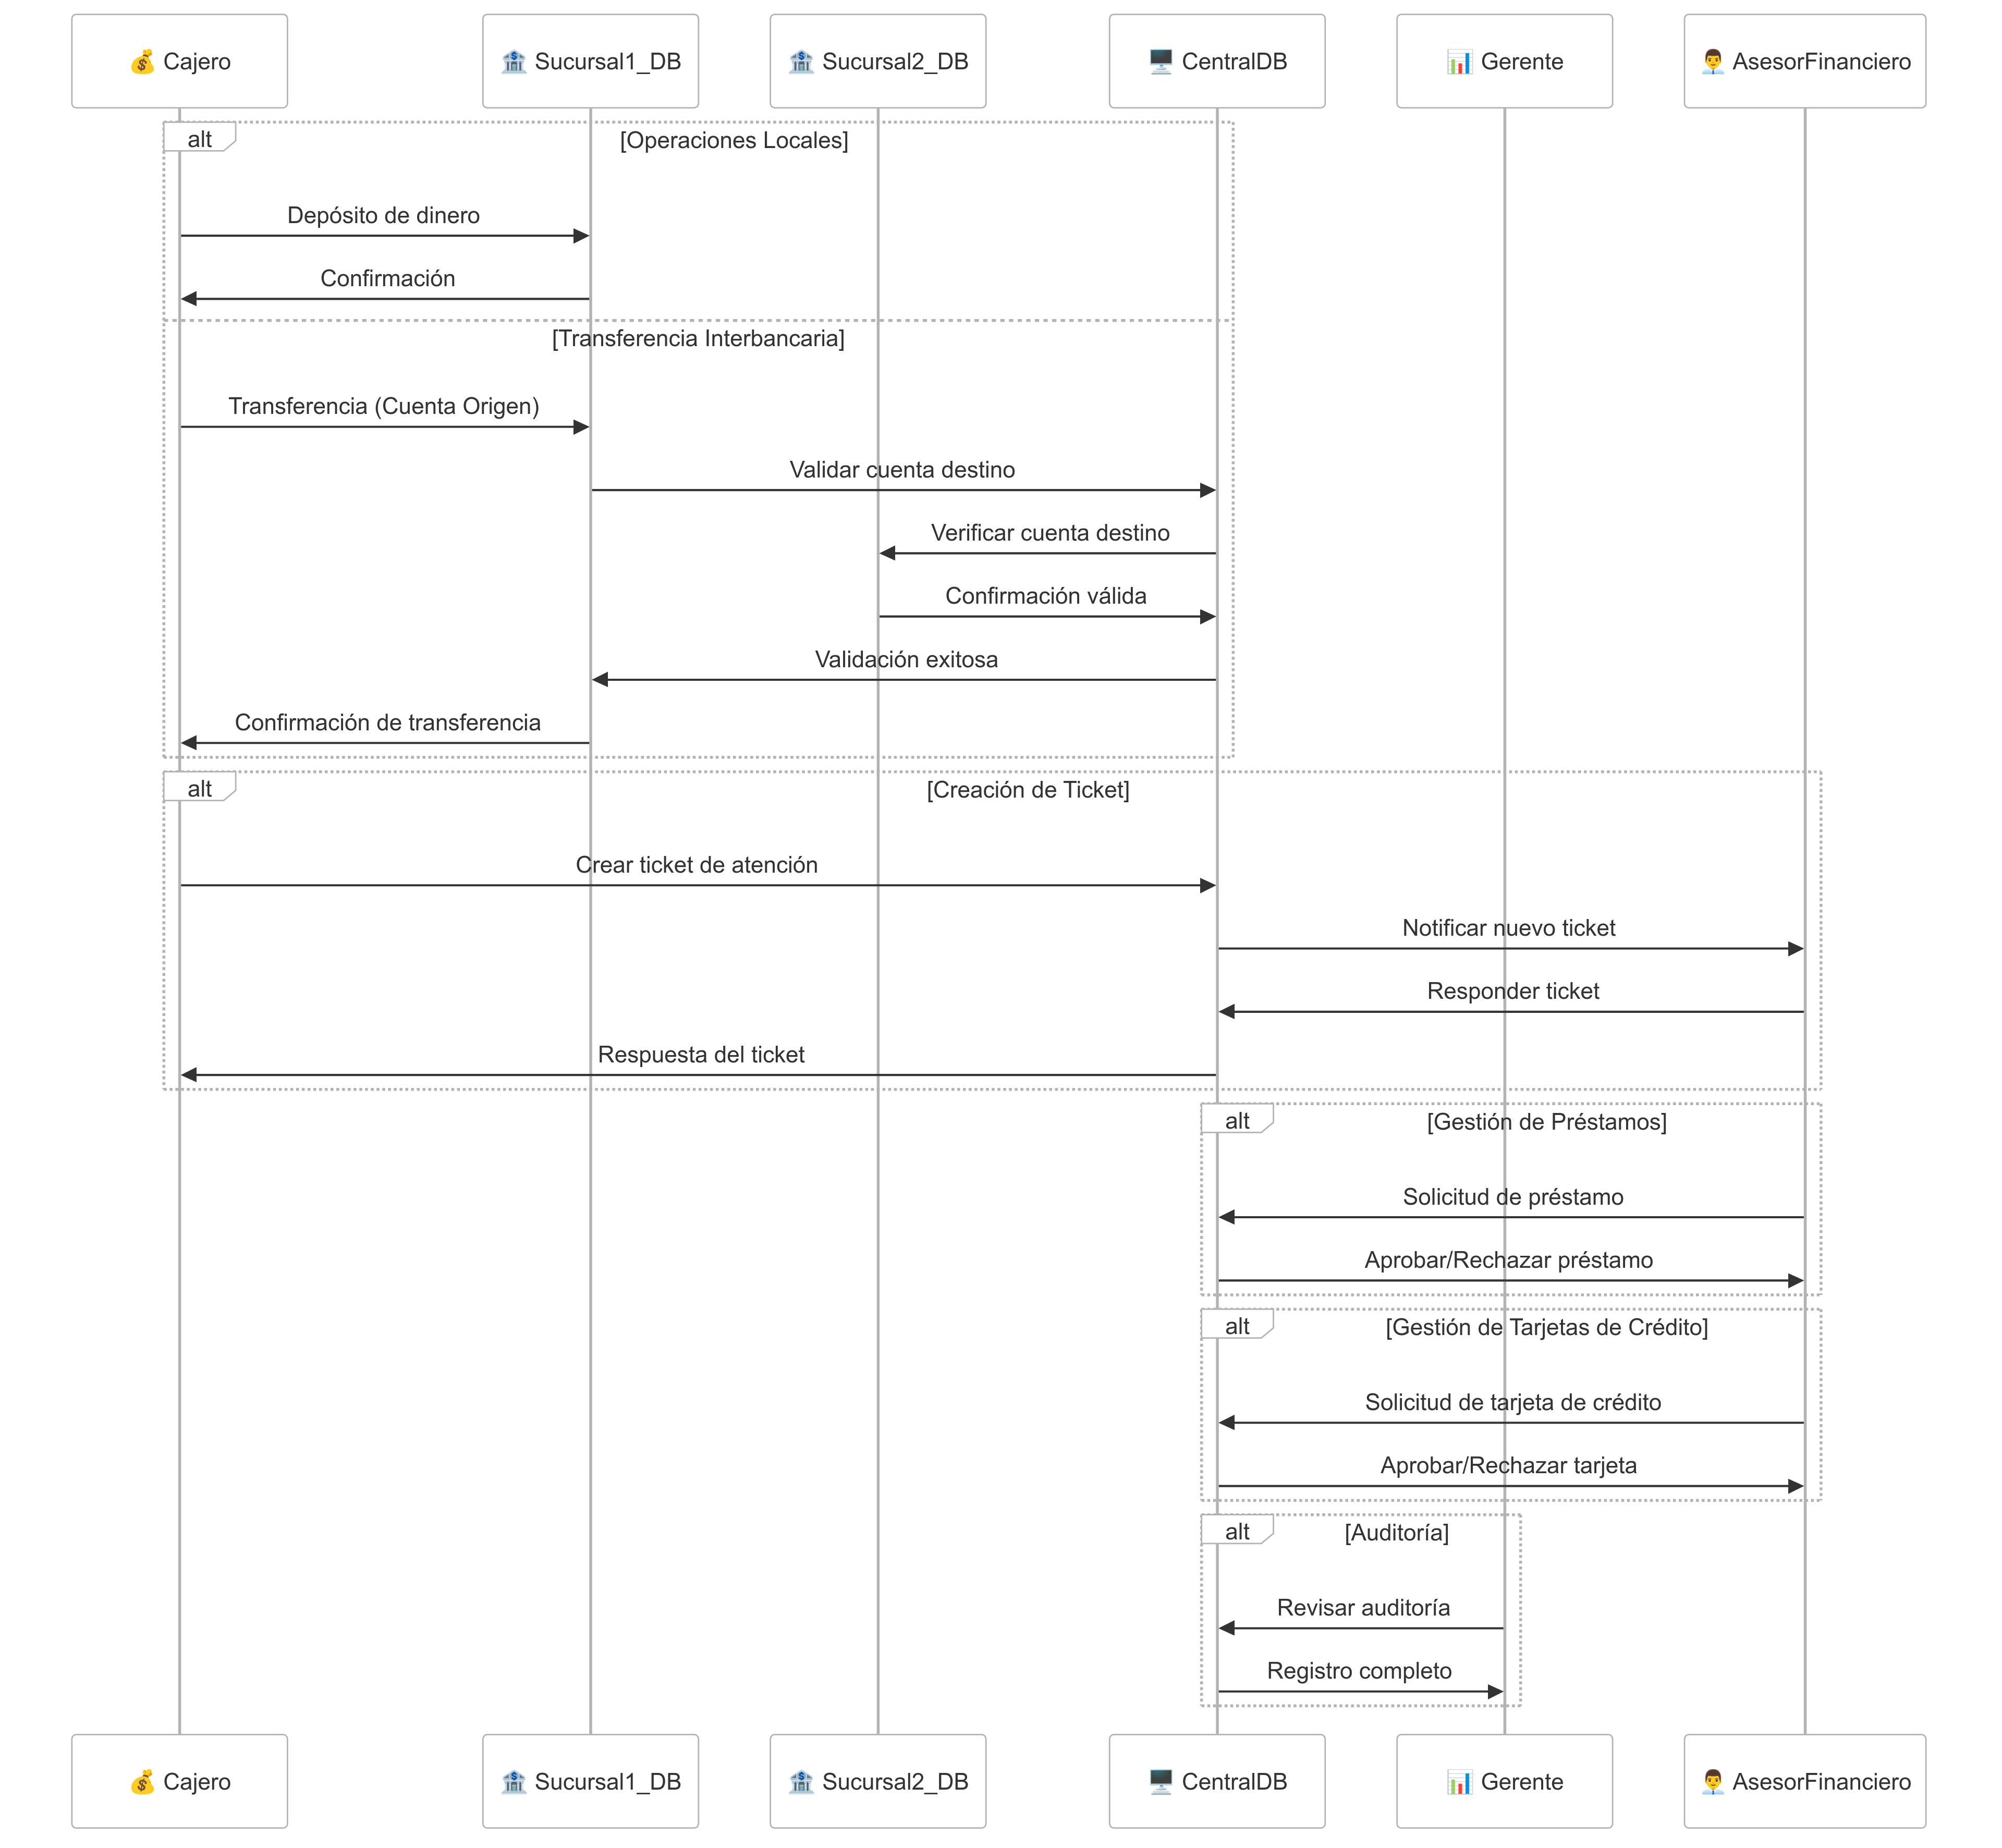 Cajero
Sucursal1_DB
Sucursal2_DB
CentralDB
Gerente
AsesorFinanciero
alt
[Operaciones Locales]
Depósito de dinero
Confirmación
[Transferencia Interbancaria]
Transferencia (Cuenta Origen)
Validar cuenta destino
Verificar cuenta destino
Confirmación válida
Validación exitosa
Confirmación de transferencia
alt
[Creación de Ticket]
Crear ticket de atención
Notificar nuevo ticket
Responder ticket
Respuesta del ticket
alt
[Gestión de Préstamos]
Solicitud de préstamo
Aprobar/Rechazar préstamo
alt
[Gestión de Tarjetas de Crédito]
Solicitud de tarjeta de crédito
Aprobar/Rechazar tarjeta
alt
[Auditoría]
Revisar auditoría
Registro completo
Cajero
Sucursal1_DB
Sucursal2_DB
CentralDB
Gerente
AsesorFinanciero